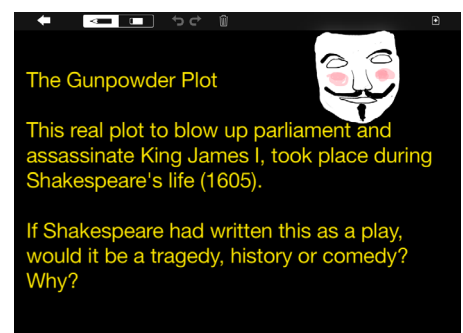 The Gunpowder Plot
This real plot to blow up parliament and
assassinate King James I, took place during
Shakespeare's life (1605).
If Shakespeare had written this as a play,
would it be a tragedy, history or comedy?
Why?